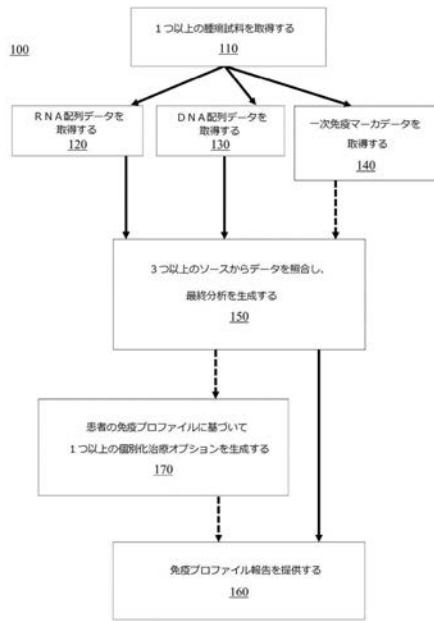 100
1つ以上の腫瘍試料を取得する
110
RNA配列データを
取得する
120
DNA配列データを
取得する
130
一次免疫マーカデータを
取得する
140
3つ以上のソースからデータを照合し、
最終分析を生成する
150
患者の免疫プロファイルに基づいて
1つ以上の個別化治療オプションを生成する
170
免疫プロファイル報告を提供する
160